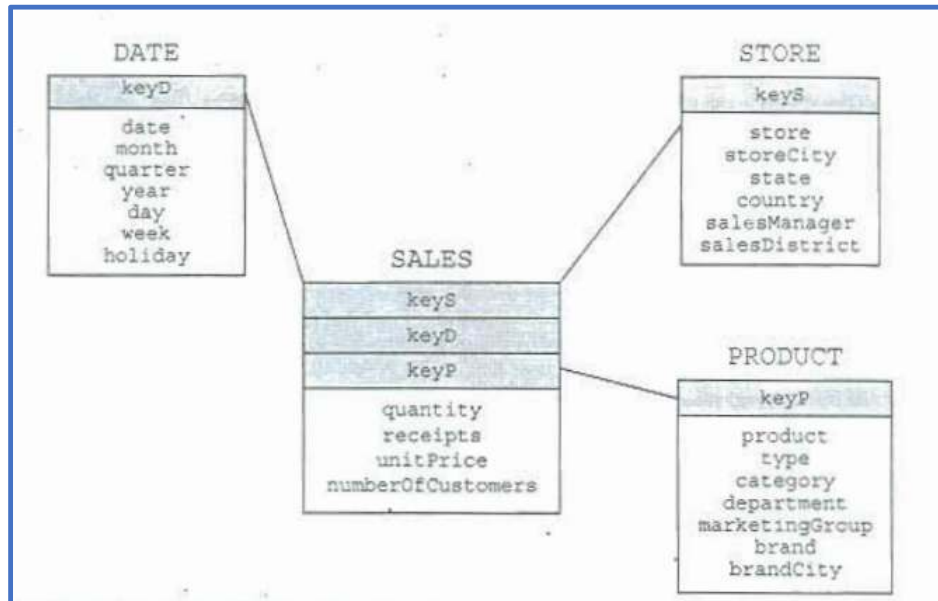 DATE
keyD
date
month
quarter
year
day
week
holiday
STORE
keyS
store
storeCity
state
country
salesManager
salesDistrict
SALES
keyS
keyD
keyP
quantity
receipts
unitPrice
numberOfCustomers
PRODUCT
keyP
product
type
category
department
marketingGroup
brand
brandCity